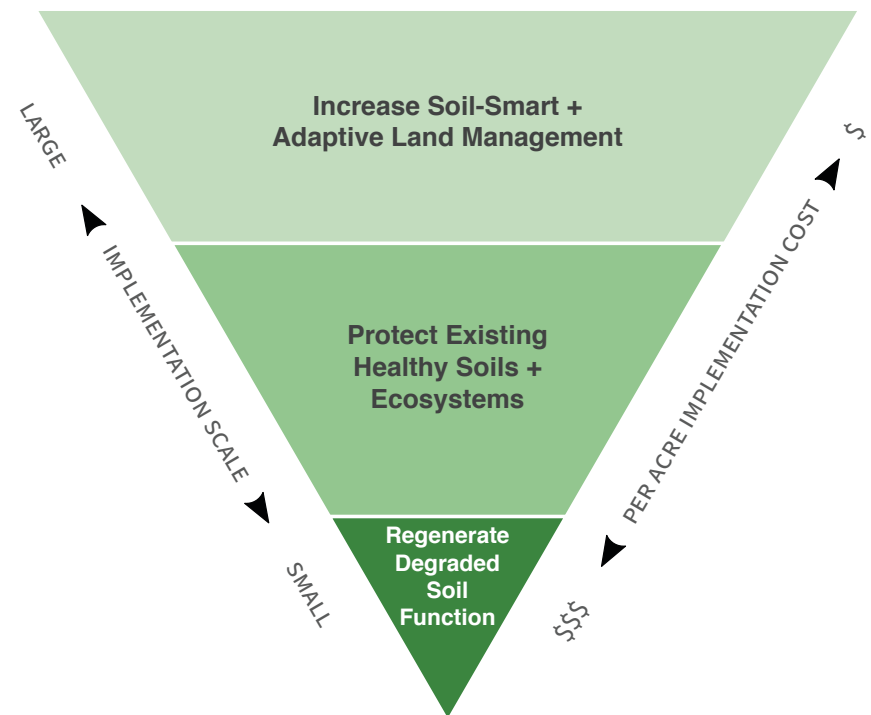 Increase Soil-Smart +
Adaptive Land Management
LARGE
$
IMPLEMENTATION SCALE
PER ACRE IMPLEMENTATION COST
Protect Existing
Healthy Soils +
Ecosystems
Regenerate
Degraded
Soil
Function
SMALL
$$$